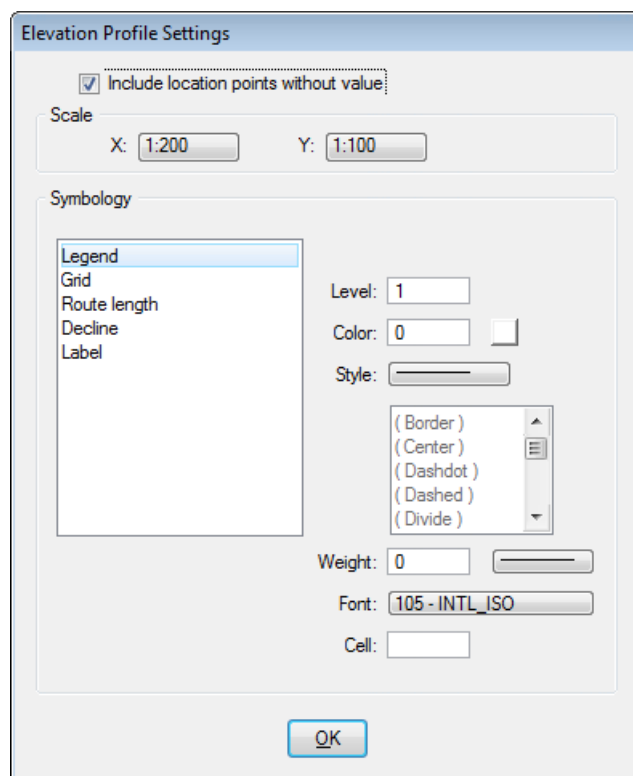 Elevation Profile Settings
Include location points without value
Scale
X: 1:200 Y: 1:100
Symbology
Legend
Grid
Route length
Decline
Label
Level: 1
Color: 0
Style:
( Border )
( Center )
( Dashdot )
( Dashed )
( Divide )
Weight: 0
Font: 105 - INTL_ISO
Cell:
OK